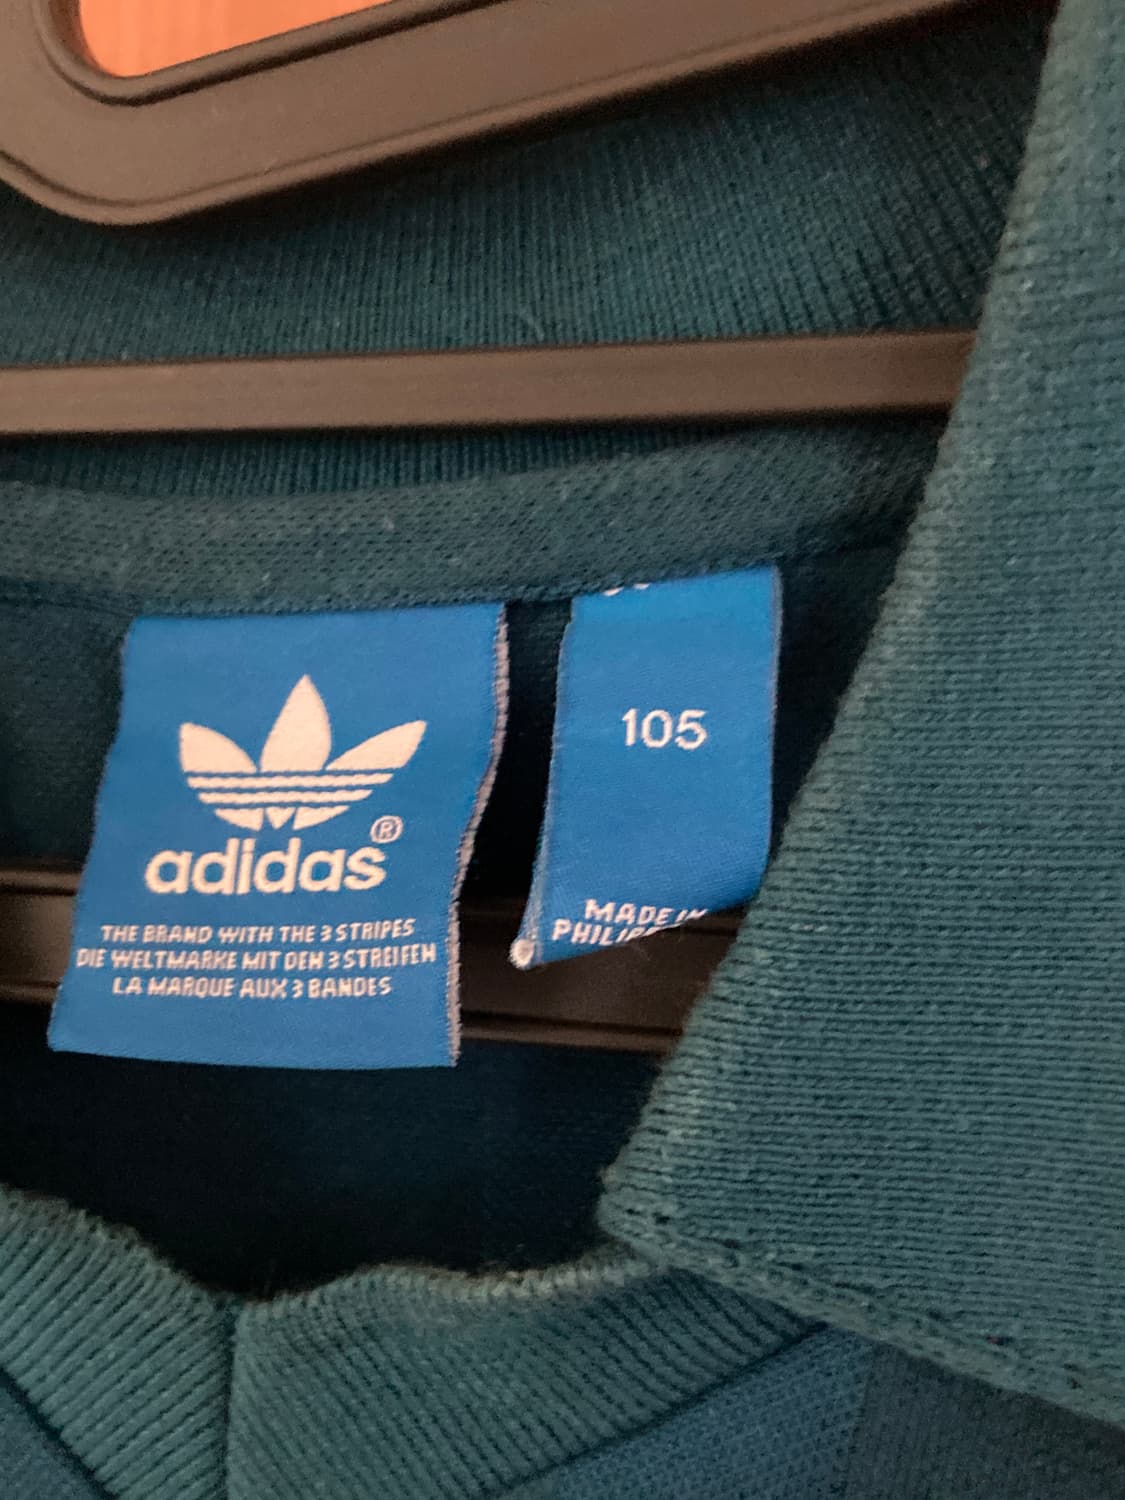 adidas®
THE BRAND WITH THE 3 STRIPES
DIE WELTMARKE MIT DEN 3 STREIFEN
LA MARQUE AUX 3 BANDES
105
MADE IN